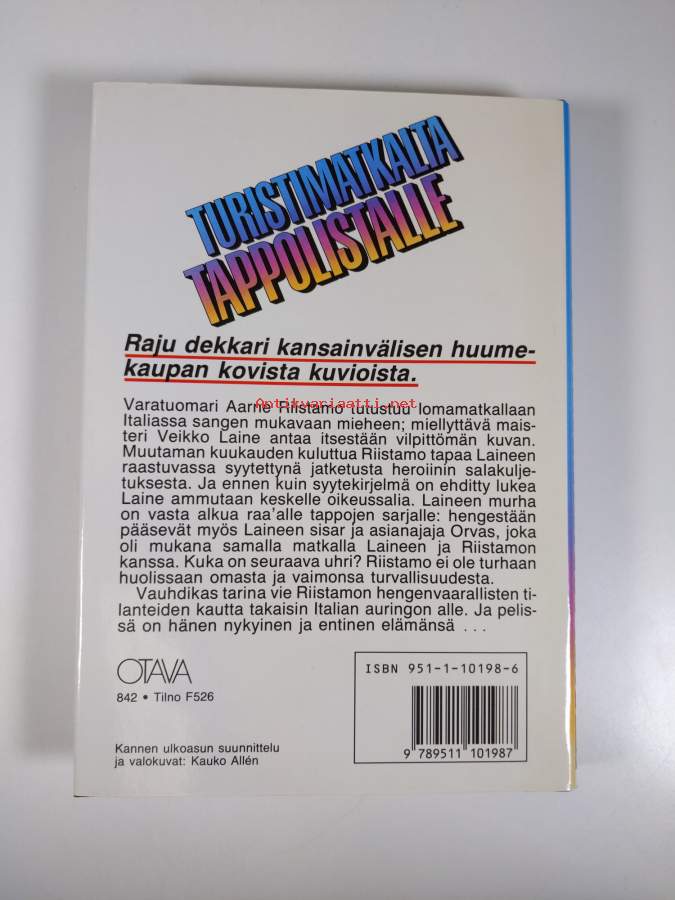 TURISTIMATKALTA
TAPPOLISTALLE
Raju dekkari kansainvälisen huume-
kaupan kovista kuvioista.
Antikvariaatti.net
Varatuomari Aarne Riistamo tutustuu lomamatkallaan
Italiassa sangen mukavaan mieheen; miellyttävä mais-
teri Veikko Laine antaa itsestään vilpittömän kuvan.
Muutaman kuukauden kuluttua Riistamo tapaa Laineen
raastuvassa syytettynä jatketusta heroiinin salakulje-
tuksesta. Ja ennen kuin syytekirjelmä on ehditty lukea
Laine ammutaan keskelle oikeussalia. Laineen murha
on vasta alkua raa'alle tappojen sarjalle: hengestään
pääsevät myös Laineen sisar ja asianajaja Orvas, joka
oli mukana samalla matkalla Laineen ja Riistamon
kanssa. Kuka on seuraava uhri? Riistamo ei ole turhaan
huolissaan omasta ja vaimonsa turvallisuudesta.
Vauhdikas tarina vie Riistamon hengenvaarallisten ti-
lanteiden kautta takaisin Italian auringon alle. Ja pelis-
sä on hänen nykyinen ja entinen elämänsä ...
OTAVA
842 • Tilno F526
Kannen ulkoasun suunnittelu
ja valokuvat: Kauko Allén
ISBN 951-1-10198-6
9 789511 101987